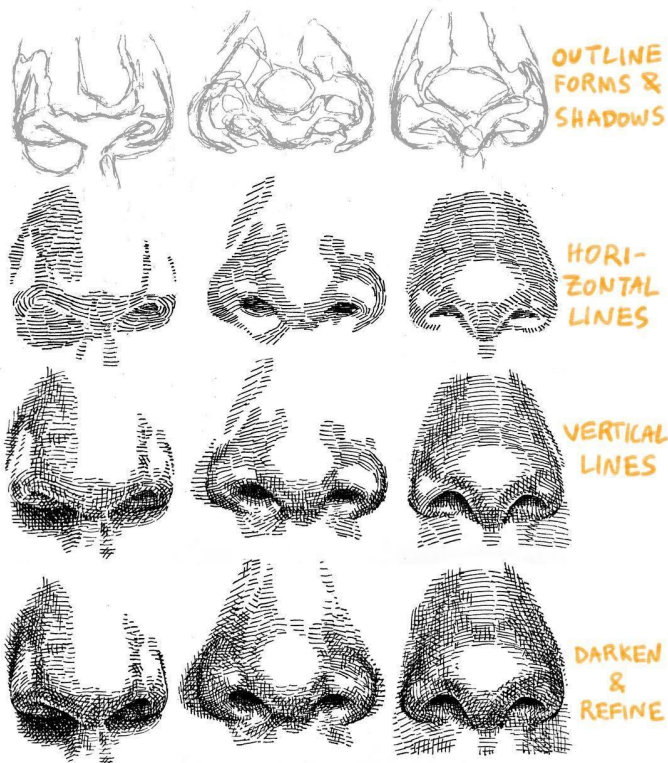 OUTLINE
FORMS &
SHADOWS
HORI-
ZONTAL
LINES
VERTICAL
LINES
DARKEN
&
REFINE